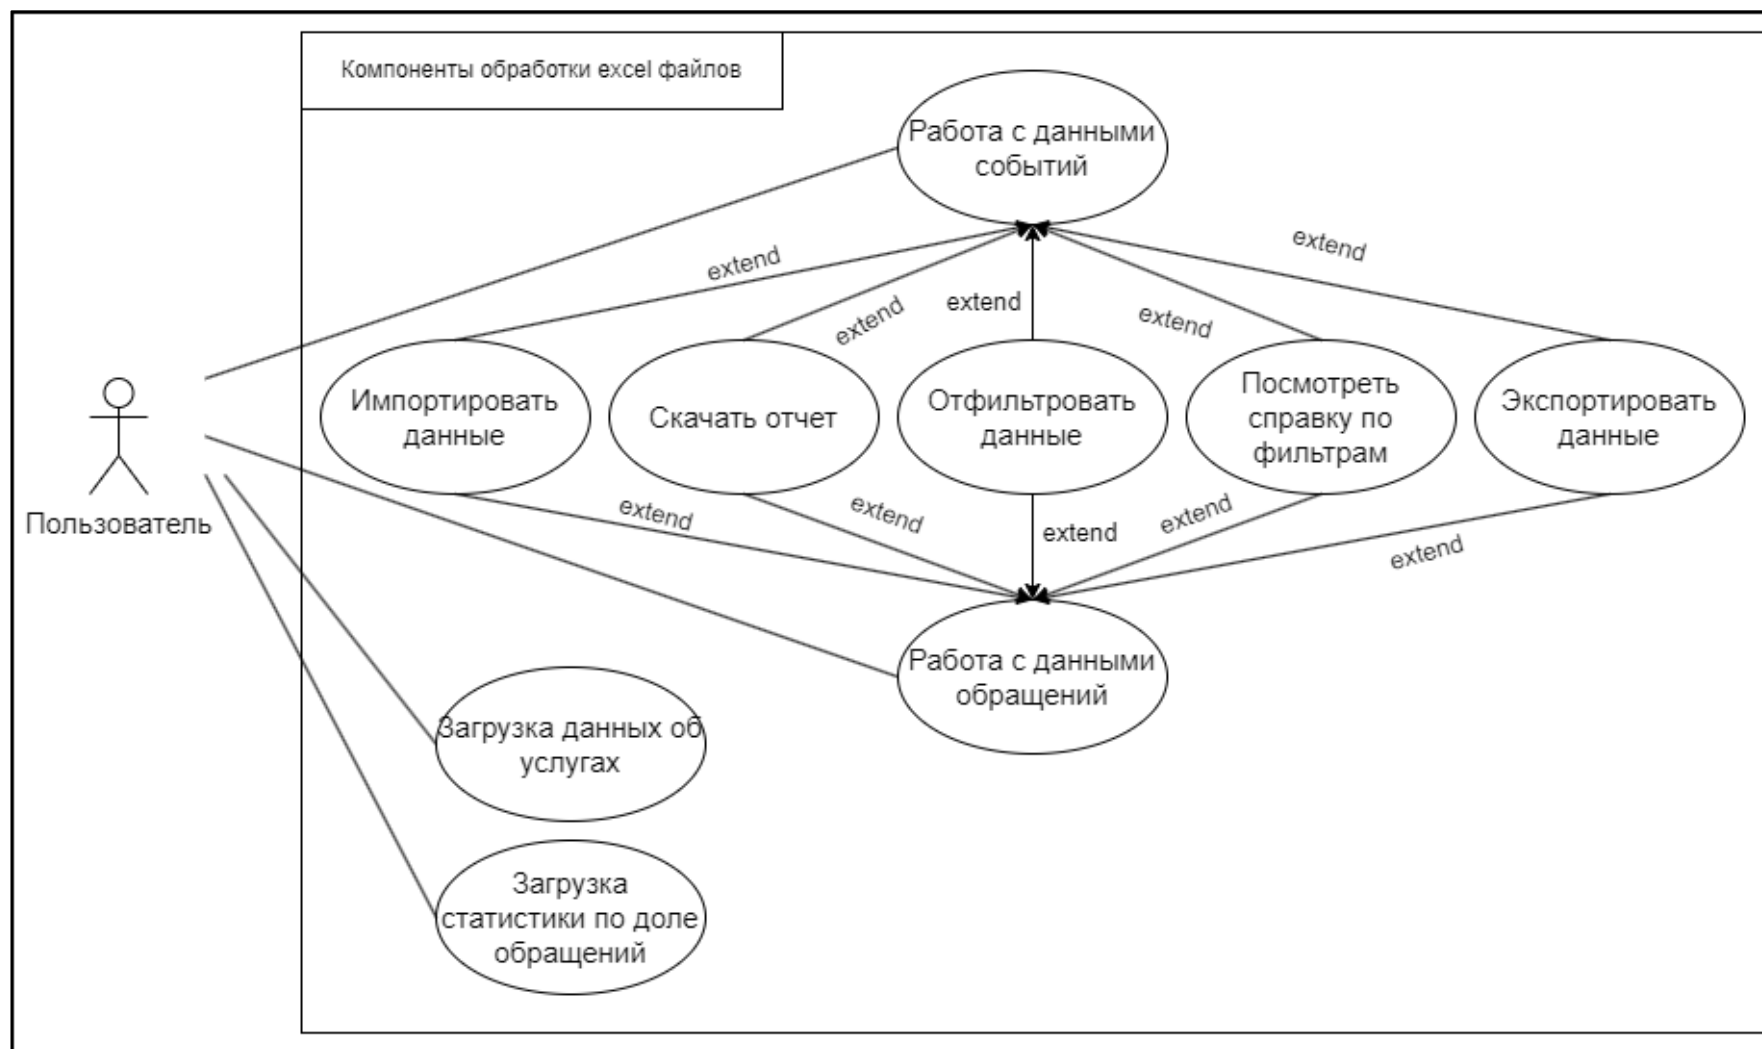 Компоненты обработки excel файлов
Работа с данными
событий
extend
extend
extend
extend
extend
Импортировать
данные
Скачать отчет
Отфильтровать
данные
Посмотреть
справку по
фильтрам
Экспортировать
данные
Пользователь
extend
extend
extend
extend
extend
Работа с данными
обращений
Загрузка данных об
услугах
Загрузка
статистики по доле
обращений